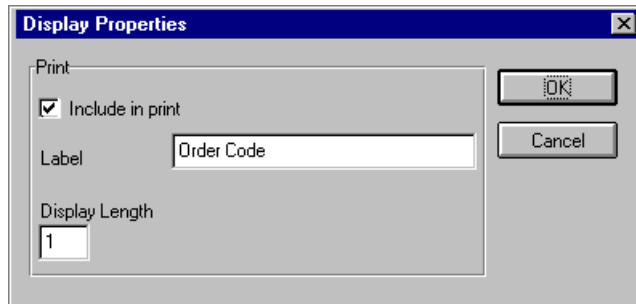 Display Properties
Print
Include in print
OK
Label
Order Code
Cancel
Display Length
1